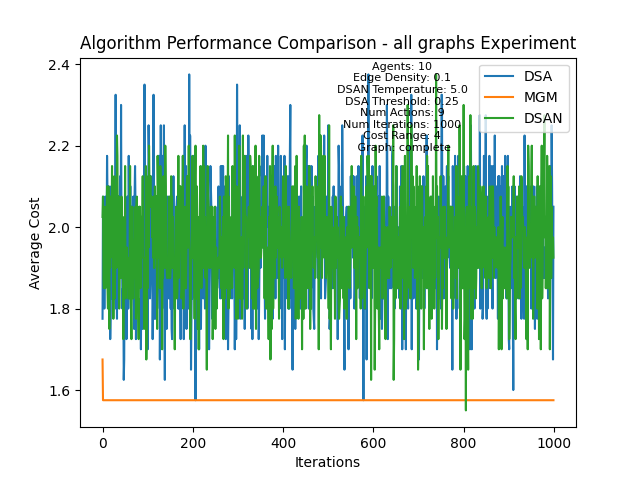 Algorithm Performance Comparison - all graphs Experiment
Agents: 10
Edge Density: 0.1
DSAN Temperature: 5.0
DSA Threshold: 0.25
Num Actions: 9
Num Iterations: 1000
Cost Range: 4
Graph: complete
DSA
MGM
DSAN
Average Cost
2.4
2.2
2.0
1.8
1.6
0
200
400
600
800
1000
Iterations